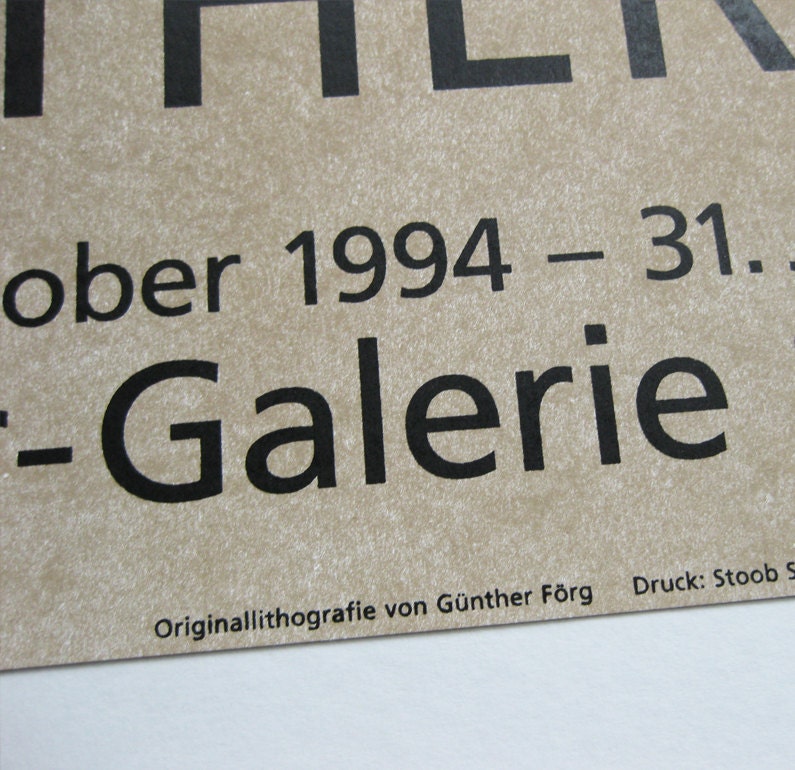 THER
ober 1994 – 31.
r-Galerie
Originallithografie von Günther Förg Druck: Stoob S